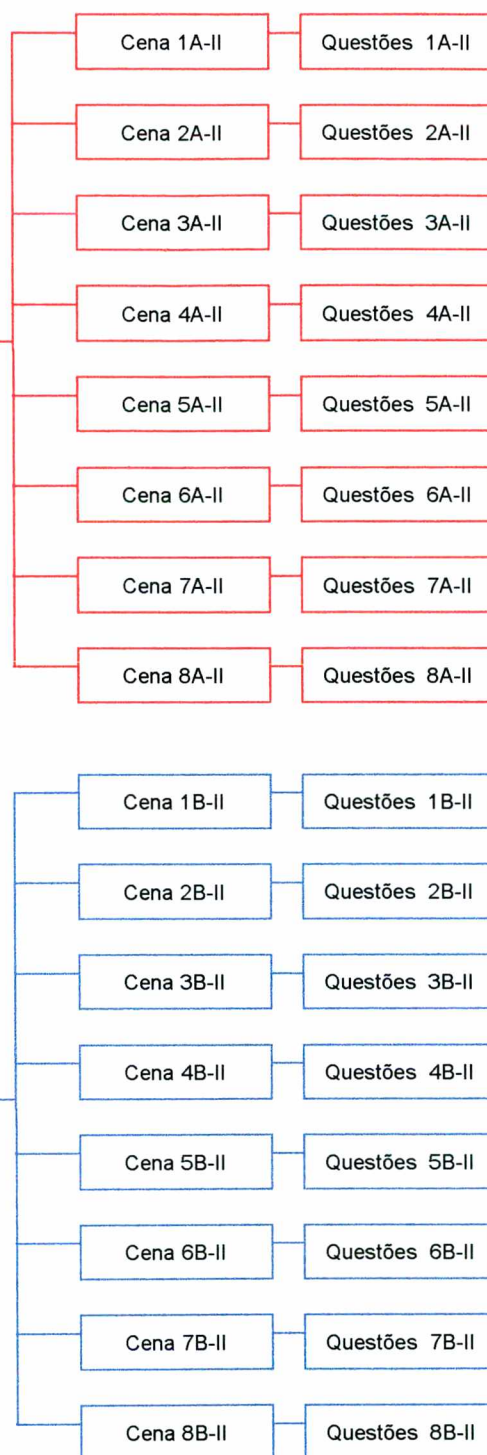 Cena 1A-II Questões 1A-II
Cena 2A-II Questões 2A-II
Cena 3A-II Questões 3A-II
Cena 4A-II Questões 4A-II
Cena 5A-II Questões 5A-II
Cena 6A-II Questões 6A-II
Cena 7A-II Questões 7A-II
Cena 8A-II Questões 8A-II
Cena 1B-II Questões 1B-II
Cena 2B-II Questões 2B-II
Cena 3B-II Questões 3B-II
Cena 4B-II Questões 4B-II
Cena 5B-II Questões 5B-II
Cena 6B-II Questões 6B-II
Cena 7B-II Questões 7B-II
Cena 8B-II Questões 8B-II